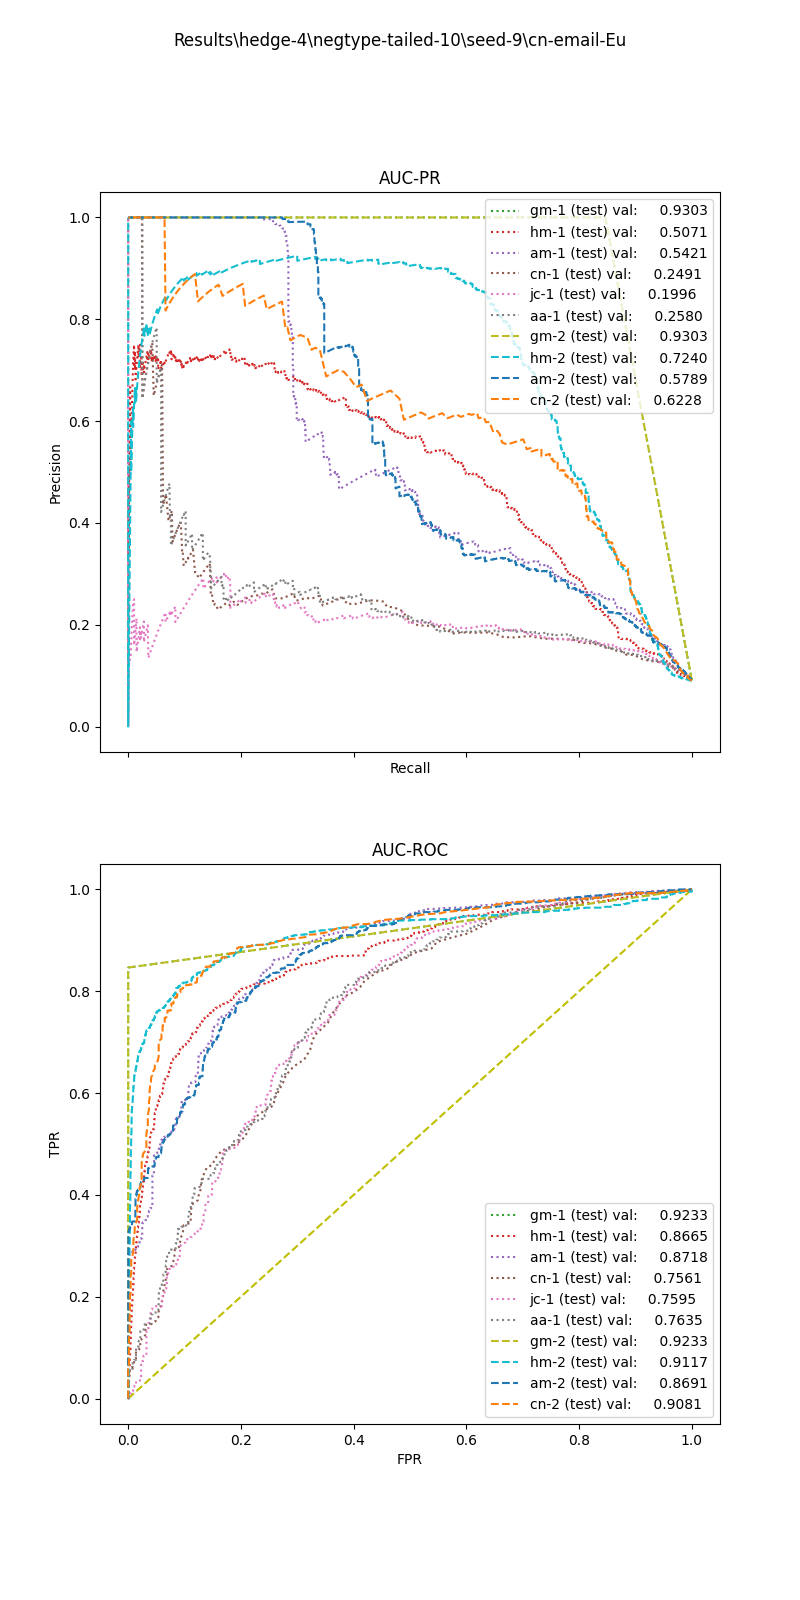 Results\hedge-4\negtype-tailed-10\seed-9\cn-email-Eu
AUC-PR
1.0
0.8
0.6
0.4
0.2
0.0
Precision
Recall
gm-1 (test) val: 0.9303
hm-1 (test) val: 0.5071
am-1 (test) val: 0.5421
cn-1 (test) val: 0.2491
jc-1 (test) val: 0.1996
aa-1 (test) val: 0.2580
gm-2 (test) val: 0.9303
hm-2 (test) val: 0.7240
am-2 (test) val: 0.5789
cn-2 (test) val: 0.6228
AUC-ROC
1.0
0.8
0.6
0.4
0.2
0.0
TPR
gm-1 (test) val: 0.9233
hm-1 (test) val: 0.8665
am-1 (test) val: 0.8718
cn-1 (test) val: 0.7561
jc-1 (test) val: 0.7595
aa-1 (test) val: 0.7635
gm-2 (test) val: 0.9233
hm-2 (test) val: 0.9117
am-2 (test) val: 0.8691
cn-2 (test) val: 0.9081
0.0 0.2 0.4 0.6 0.8 1.0
FPR